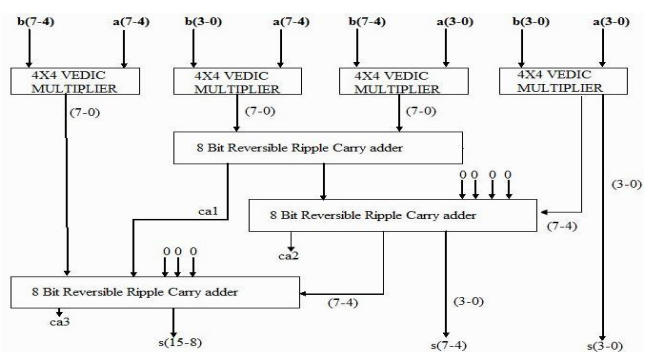 b(7-4) a(7-4) b(3-0) a(7-4) b(7-4) a(3-0) b(3-0) a(3-0)
4X4 VEDIC MULTIPLIER
4X4 VEDIC MULTIPLIER
4X4 VEDIC MULTIPLIER
4X4 VEDIC MULTIPLIER
(7-0)
(7-0)
(7-0)
8 Bit Reversible Ripple Carry adder
0 0 0 0
(3-0)
ca1
8 Bit Reversible Ripple Carry adder
(7-4)
ca2
0 0 0
8 Bit Reversible Ripple Carry adder
(7-4)
(3-0)
ca3
s(15-8)
s(7-4)
s(3-0)